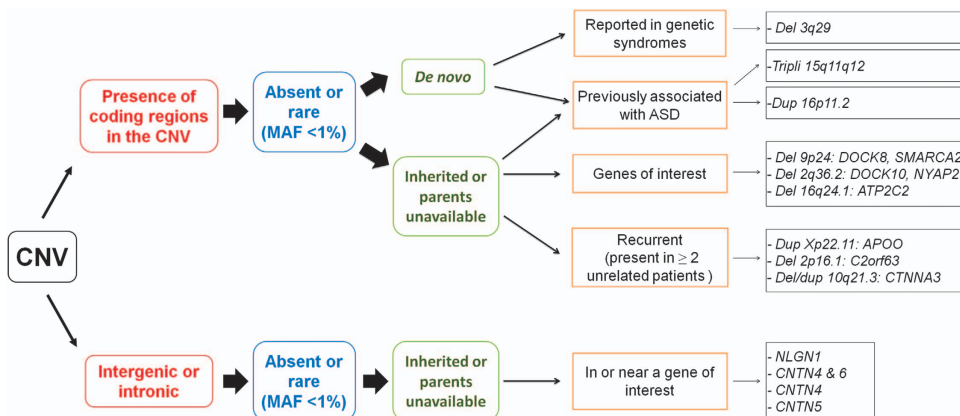 CNV
Presence of
coding regions
in the CNV
Absent or
rare
(MAF <1%)
De novo
Inherited or
parents
unavailable
Reported in genetic
syndromes
Previously associated
with ASD
Genes of interest
Recurrent
(present in ≥ 2
unrelated patients )
- Del 3q29
-Tripli 15q11q12
-Dup 16p11.2
- Del 9p24: DOCK8, SMARCA2
- Del 2q36.2: DOCK10, NYAP2
- Del 16q24.1: ATP2C2
- Dup Xp22.11: APOO
- Del 2p16.1: C2orf63
- Del/dup 10q21.3: CTNNA3
Intergenic or
intronic
Absent or
rare
(MAF <1%)
Inherited or
parents
unavailable
In or near a gene of
interest
- NLGN1
- CNTN4 & 6
- CNTN4
- CNTN5